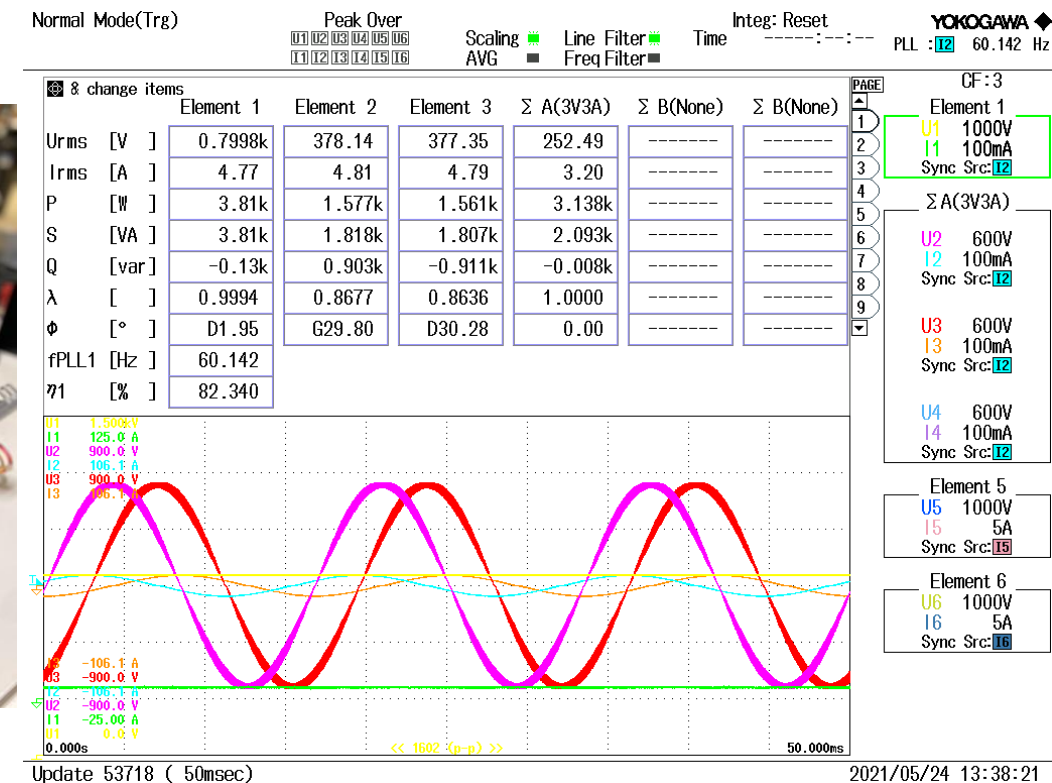 Normal Mode(Trg)
Peak Over
U1 U2 U3 U4 U5 U6
I1 I2 I3 I4 I5 I6
Scaling
AVG
Line Filter
Freq Filter
Integ: Reset
Time -----:--:--
YOKOGAWA
PLL : I2 60.142 Hz
& change items
Element 1 Element 2 Element 3 Σ A(3V3A) Σ B(None) Σ B(None)
Urms [V ] 0.7998k 378.14 377.35 252.49 ------- -------
Irms [A ] 4.77 4.81 4.79 3.20 ------- -------
P [W ] 3.81k 1.577k 1.561k 3.138k ------- -------
S [VA ] 3.81k 1.818k 1.807k 2.093k ------- -------
Q [var] -0.13k 0.903k -0.911k -0.008k ------- -------
λ [ ] 0.9994 0.8677 0.8636 1.0000 ------- -------
Φ [° ] D1.95 G29.80 D30.28 0.00 ------- -------
fPLL1 [Hz ] 60.142
η1 [% ] 82.340
PAGE
1
2
3
4
5
6
7
8
9
CF:3
Element 1
U1 1000V
I1 100mA
Sync Src: I2
Σ A(3V3A)
U2 600V
I2 100mA
Sync Src: I2
U3 600V
I3 100mA
Sync Src: I2
U4 600V
I4 100mA
Sync Src: I2
Element 5
U5 1000V
I5 5A
Sync Src: I5
Element 6
U6 1000V
I6 5A
Sync Src: I6
U1 1.500kV
I1 125.0 A
U2 900.0 V
I2 106.1 A
U3 900.0 V
I3 106.1 A
I3 -106.1 A
U3 -900.0 V
I2 -106.1 A
U2 -900.0 V
I1 -25.00 A
U1 0.0 V
0.000s << 1602 (p-p) >> 50.000ms
Update 53718 ( 50msec) 2021/05/24 13:38:21